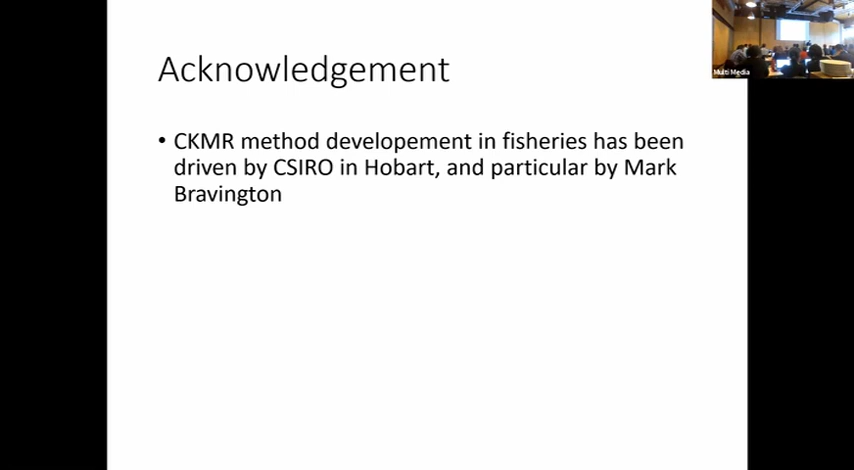 Acknowledgement
• CKMR method developement in fisheries has been
driven by CSIRO in Hobart, and particular by Mark
Bravington
Multi Media